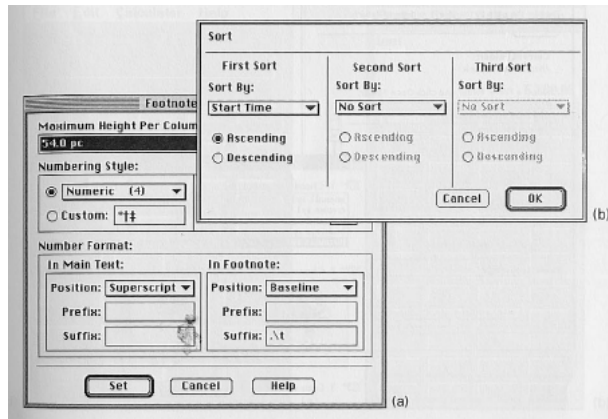 Sort
First Sort
Sort By:
Start Time
Ascending
Descending
Second Sort
Sort By:
No Sort
Ascending
Descending
Third Sort
Sort By:
No Sort
Ascending
Descending
Cancel
OK
(b)
Footnote
Maximum Height Per Colum
54.0 pc
Numbering Style:
Numeric (4)
Custom: *†‡
Number Format:
In Main Text:
Position: Superscript
Prefix:
Suffix:
In Footnote:
Position: Baseline
Prefix:
Suffix: .\t
Set
Cancel
Help
(a)